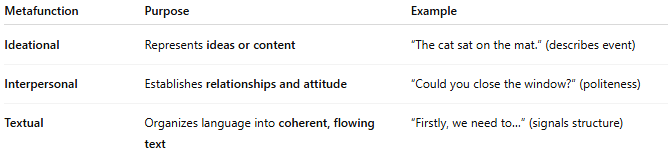 Metafunction Purpose Example
Ideational Represents ideas or content “The cat sat on the mat.” (describes event)
Interpersonal Establishes relationships and attitude “Could you close the window?” (politeness)
Textual Organizes language into coherent, flowing “Firstly, we need to…” (signals structure)
text